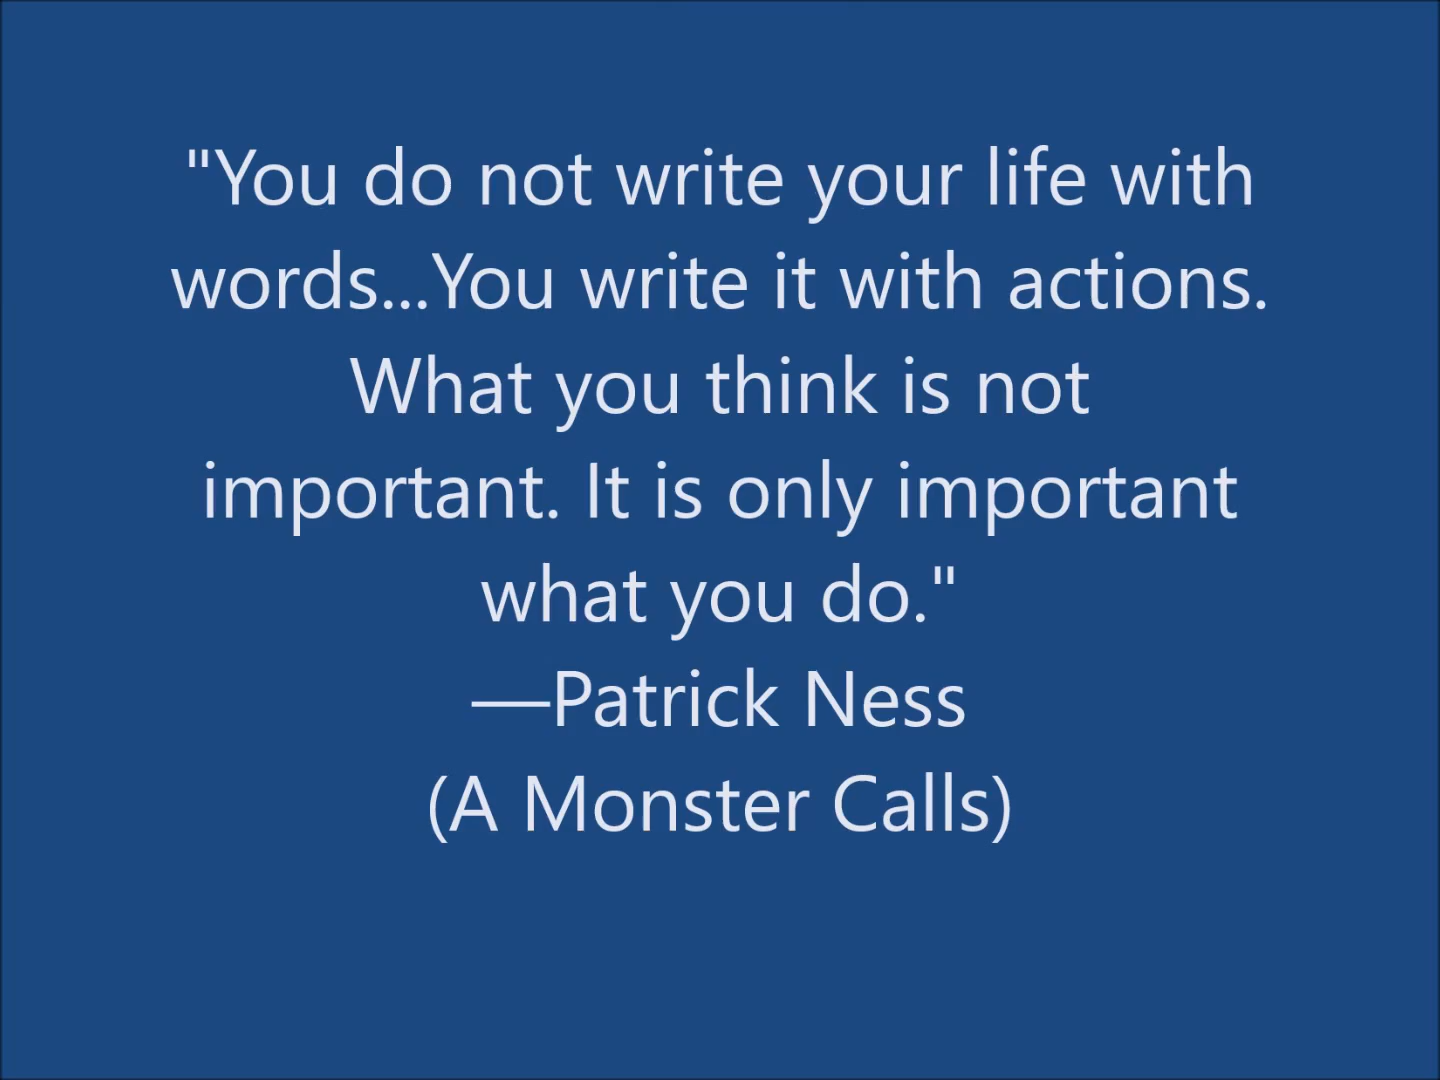 "You do not write your life with
words...You write it with actions.
What you think is not
important. It is only important
what you do."
—Patrick Ness
(A Monster Calls)